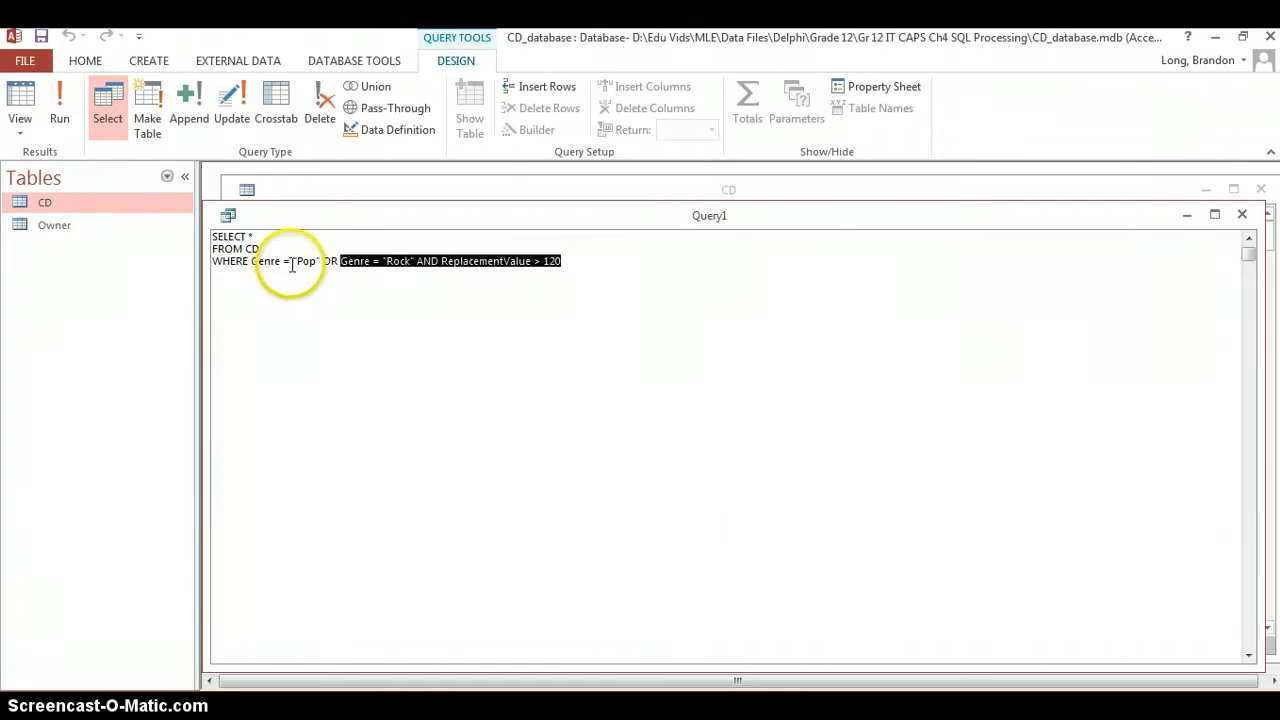 QUERY TOOLS
CD_database : Database- D:\Edu Vids\MLE\Data Files\Delphi\Grade 12\Gr 12 IT CAPS Ch4 SQL Processing\CD_database.mdb (Acce...
FILE HOME CREATE EXTERNAL DATA DATABASE TOOLS DESIGN Long, Brandon
View
Run
Select
Make Table
Append
Update
Crosstab
Delete
Union
Pass-Through
Data Definition
Show Table
Insert Rows
Delete Rows
Builder
Insert Columns
Delete Columns
Return:
Totals
Parameters
Property Sheet
Table Names
Results
Query Type
Query Setup
Show/Hide
Tables
CD
Owner
CD
Query1
SELECT *
FROM CD
WHERE Genre = "Pop" OR Genre = "Rock" AND ReplacementValue > 120
Screencast-O-Matic.com